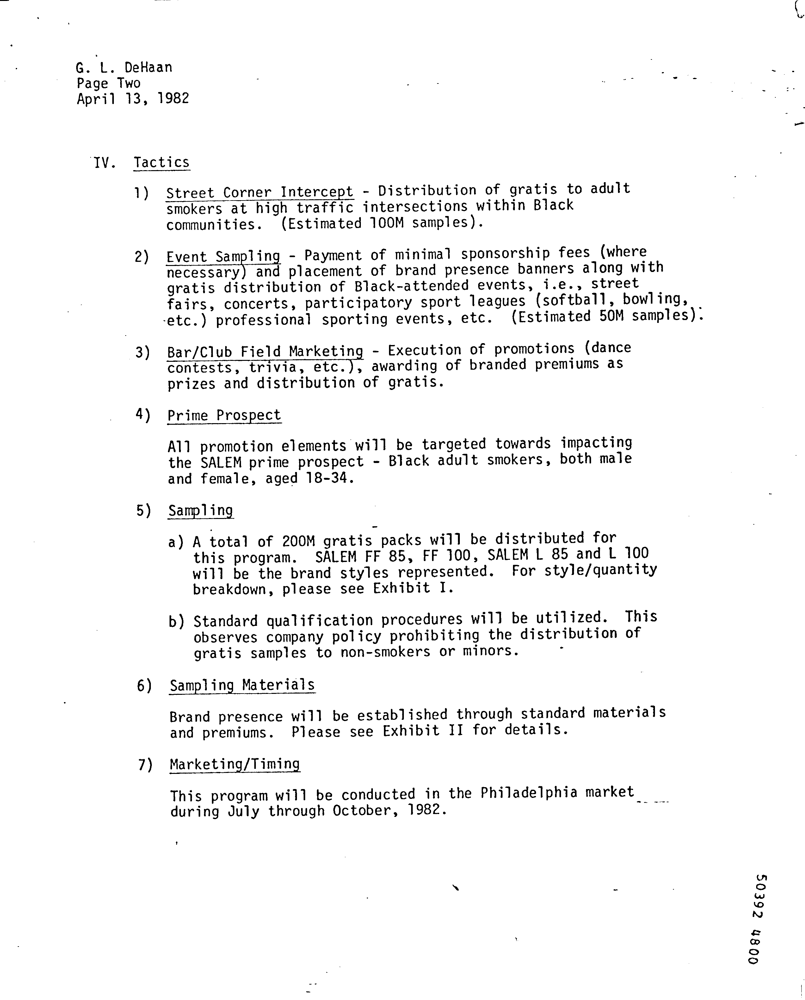 G. L. DeHaan
Page Two
April 13, 1982
IV. Tactics
1) Street Corner Intercept - Distribution of gratis to adult
smokers at high traffic intersections within Black
communities. (Estimated 100M samples).
2) Event Sampling - Payment of minimal sponsorship fees (where
necessary) and placement of brand presence banners along with
gratis distribution of Black-attended events, i.e., street
fairs, concerts, participatory sport leagues (softball, bowling,
etc.) professional sporting events, etc. (Estimated 50M samples).
3) Bar/Club Field Marketing - Execution of promotions (dance
contests, trivia, etc.), awarding of branded premiums as
prizes and distribution of gratis.
4) Prime Prospect
All promotion elements will be targeted towards impacting
the SALEM prime prospect - Black adult smokers, both male
and female, aged 18-34.
5) Sampling
a) A total of 200M gratis packs will be distributed for
this program. SALEM FF 85, FF 100, SALEM L 85 and L 100
will be the brand styles represented. For style/quantity
breakdown, please see Exhibit I.
b) Standard qualification procedures will be utilized. This
observes company policy prohibiting the distribution of
gratis samples to non-smokers or minors.
6) Sampling Materials
Brand presence will be established through standard materials
and premiums. Please see Exhibit II for details.
7) Marketing/Timing
This program will be conducted in the Philadelphia market
during July through October, 1982.
50392 4800